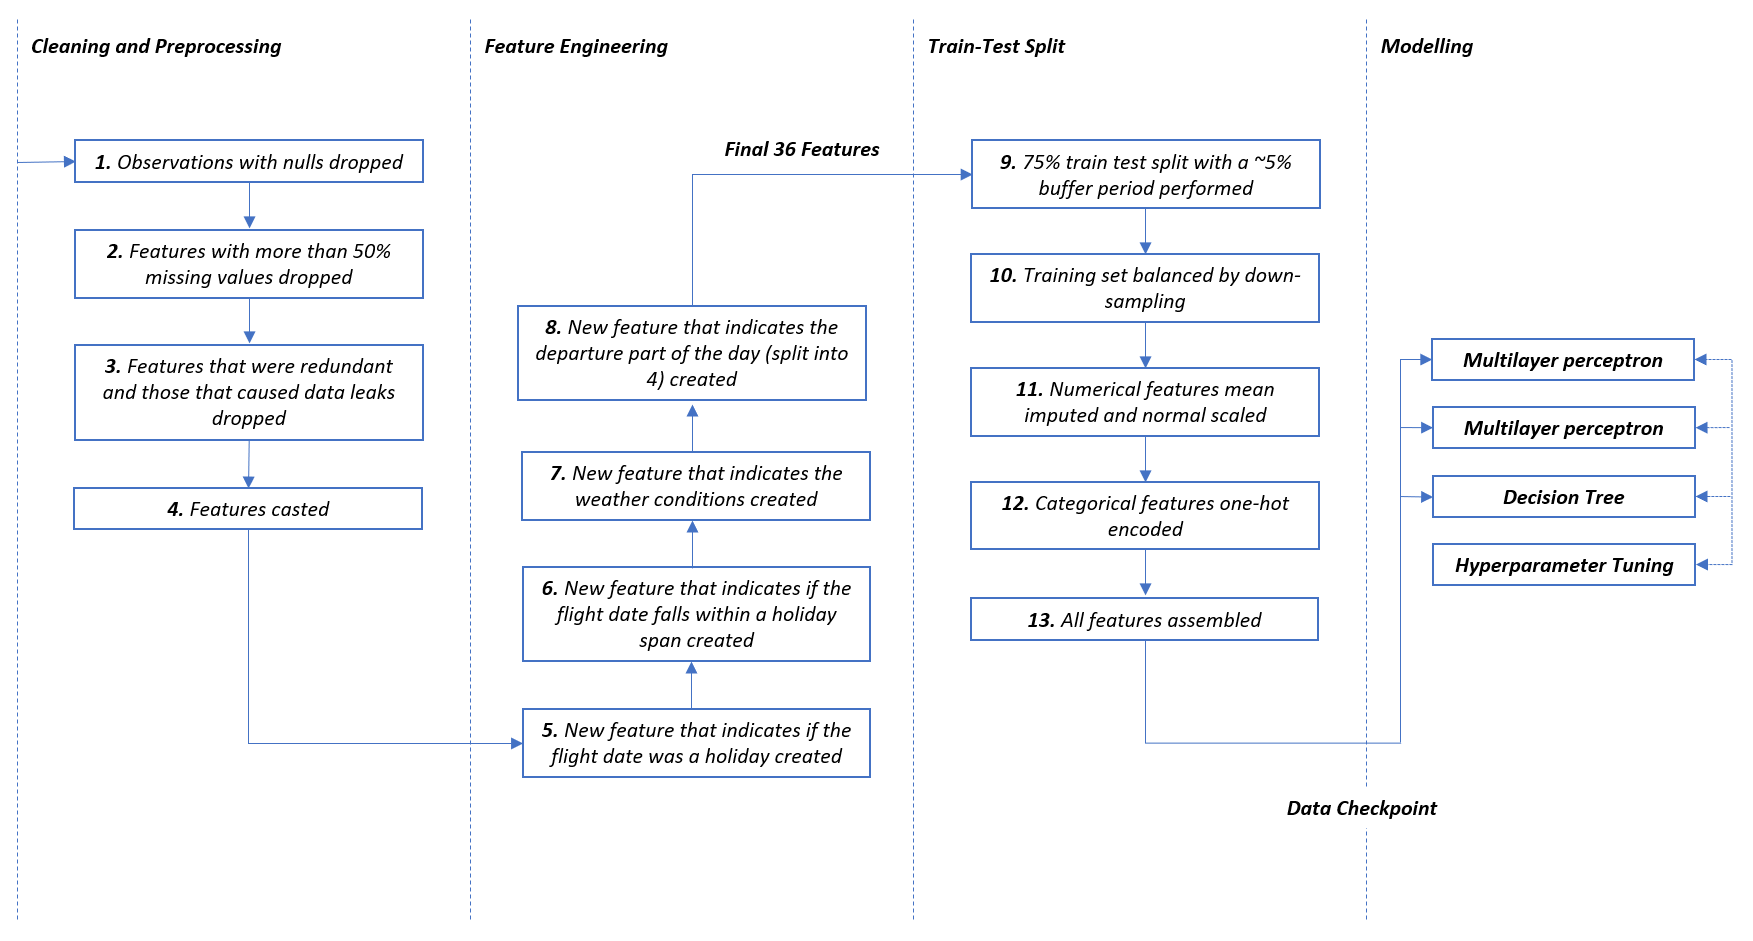 Cleaning and Preprocessing
1. Observations with nulls dropped
2. Features with more than 50%
missing values dropped
3. Features that were redundant
and those that caused data leaks
dropped
4. Features casted
Feature Engineering
Final 36 Features
8. New feature that indicates the
departure part of the day (split into
4) created
7. New feature that indicates the
weather conditions created
6. New feature that indicates if the
flight date falls within a holiday
span created
5. New feature that indicates if the
flight date was a holiday created
Train-Test Split
9. 75% train test split with a ~5%
buffer period performed
10. Training set balanced by down-
sampling
11. Numerical features mean
imputed and normal scaled
12. Categorical features one-hot
encoded
13. All features assembled
Data Checkpoint
Modelling
Multilayer perceptron
Multilayer perceptron
Decision Tree
Hyperparameter Tuning